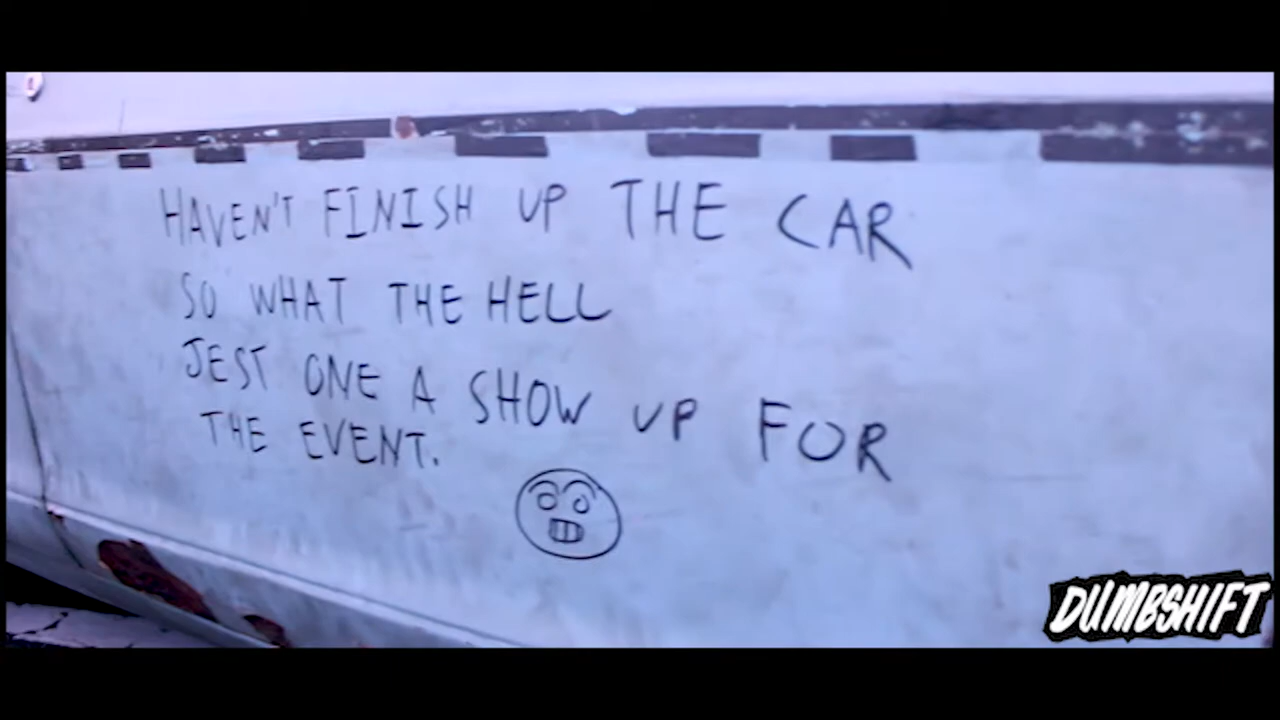 HAVEN'T FINISH UP THE CAR
SO WHAT THE HELL
JEST ONE A SHOW UP FOR
THE EVENT.
DUMBSHIFT